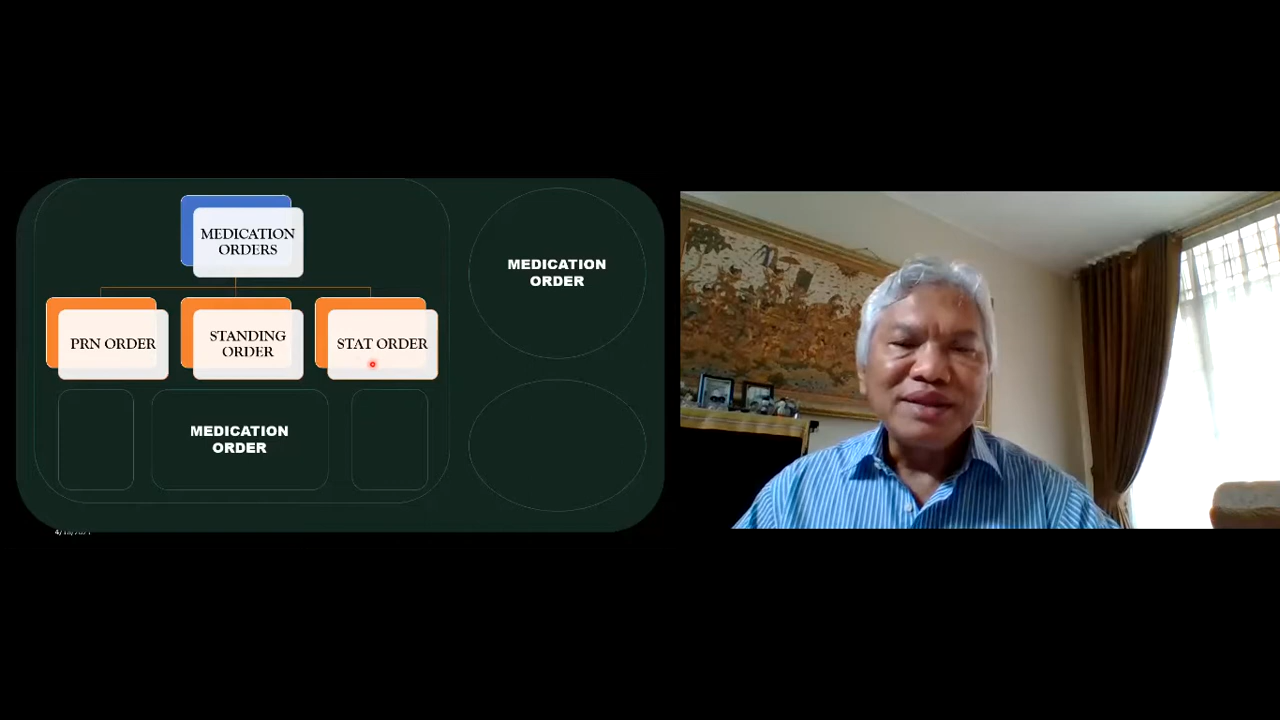 MEDICATION
ORDERS
PRN ORDER
STANDING
ORDER
STAT ORDER
MEDICATION
ORDER
MEDICATION
ORDER